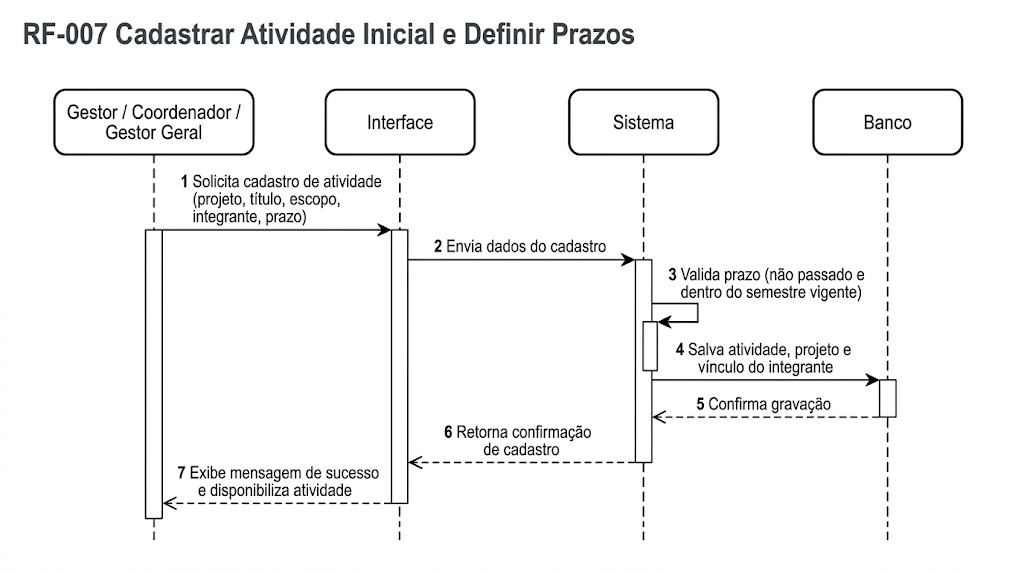 RF-007 Cadastrar Atividade Inicial e Definir Prazos
Gestor / Coordenador /
Gestor Geral
Interface
Sistema
Banco
1 Solicita cadastro de atividade
(projeto, título, escopo,
integrante, prazo)
2 Envia dados do cadastro
3 Valida prazo (não passado e
dentro do semestre vigente)
4 Salva atividade, projeto e
vínculo do integrante
5 Confirma gravação
6 Retorna confirmação
de cadastro
7 Exibe mensagem de sucesso
e disponibiliza atividade